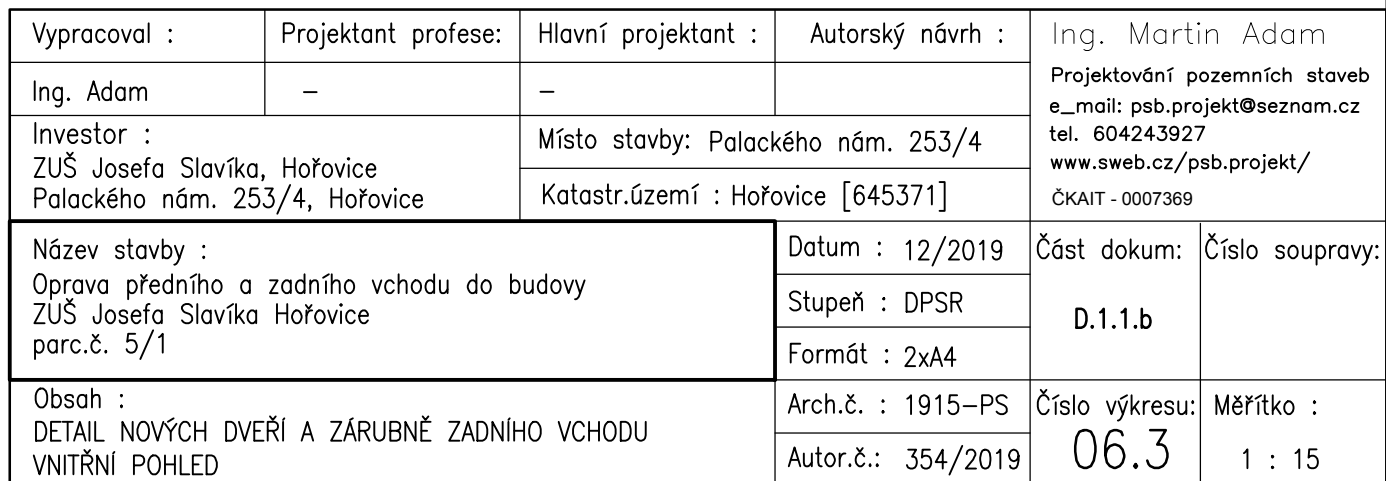 Vypracoval :
Projektant profese:
Hlavní projektant :
Autorský návrh :
Ing. Adam
–
–
Ing. Martin Adam
Projektování pozemních staveb
e_mail: psb.projekt@seznam.cz
tel. 604243927
www.sweb.cz/psb.projekt/
ČKAIT - 0007369
Investor :
ZUŠ Josefa Slavíka, Hořovice
Palackého nám. 253/4, Hořovice
Místo stavby: Palackého nám. 253/4
Katastr.území : Hořovice [645371]
Název stavby :
Oprava předního a zadního vchodu do budovy
ZUŠ Josefa Slavíka Hořovice
parc.č. 5/1
Datum : 12/2019
Stupeň : DPSR
Formát : 2xA4
Část dokum:
D.1.1.b
Číslo soupravy:
Obsah :
DETAIL NOVÝCH DVEŘÍ A ZÁRUBNĚ ZADNÍHO VCHODU
VNITŘNÍ POHLED
Arch.č. : 1915–PS
Autor.č.: 354/2019
Číslo výkresu:
06.3
Měřítko :
1 : 15